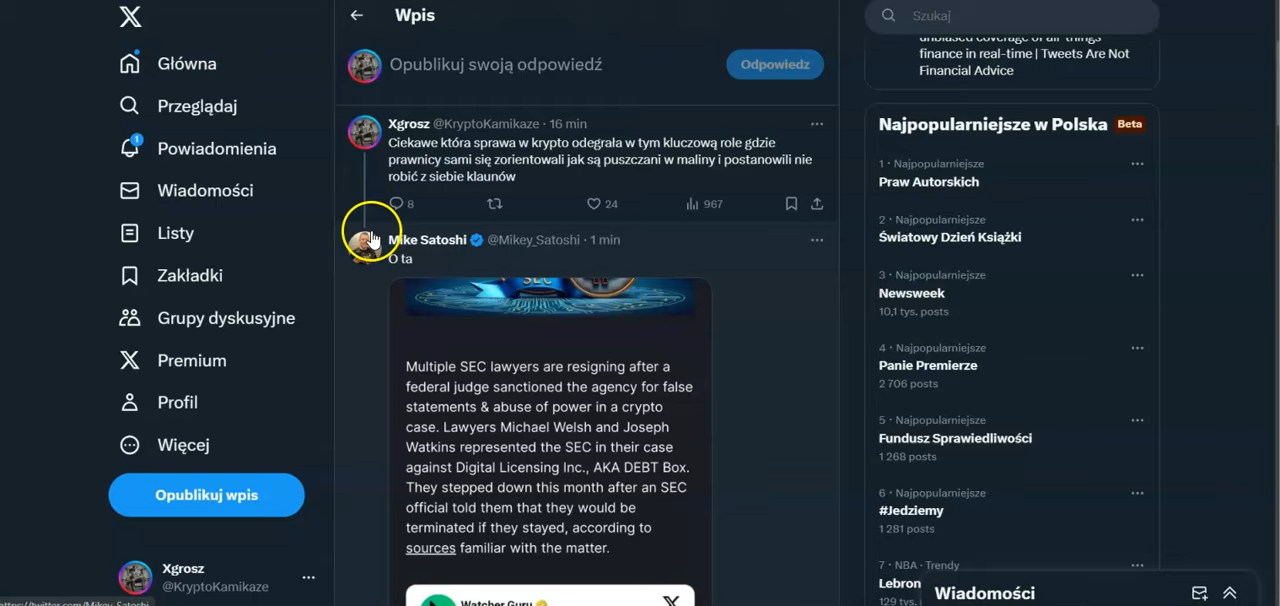 Wpis
Szukaj
Główna
Przeglądaj
1
Powiadomienia
Wiadomości
Listy
Zakładki
Grupy dyskusyjne
Premium
Profil
Więcej
Opublikuj wpis
Xgrosz
@KryptoKamikaze
Opublikuj swoją odpowiedź
Odpowiedz
Xgrosz @KryptoKamikaze · 16 min
Ciekawe która sprawa w krypto odegrała w tym kluczową role gdzie
prawnicy sami się zorientowali jak są puszczani w maliny i postanowili nie
robić z siebie klaunów
8
24
967
Mike Satoshi @Mikey_Satoshi · 1 min
O ta
SEC
Multiple SEC lawyers are resigning after a
federal judge sanctioned the agency for false
statements & abuse of power in a crypto
case. Lawyers Michael Welsh and Joseph
Watkins represented the SEC in their case
against Digital Licensing Inc., AKA DEBT Box.
They stepped down this month after an SEC
official told them that they would be
terminated if they stayed, according to
sources familiar with the matter.
Watcher Guru
unbiased coverage of all-things
finance in real-time | Tweets Are Not
Financial Advice
Najpopularniejsze w Polska Beta
1 · Najpopularniejsze
Praw Autorskich
2 · Najpopularniejsze
Światowy Dzień Książki
3 · Najpopularniejsze
Newsweek
10,1 tys. posts
4 · Najpopularniejsze
Panie Premierze
2 706 posts
5 · Najpopularniejsze
Fundusz Sprawiedliwości
1 268 posts
6 · Najpopularniejsze
#Jedziemy
1 281 posts
7 · NBA · Trendy
Lebron
129 tys.
Wiadomości
https://twitter.com/Mikey_Satoshi